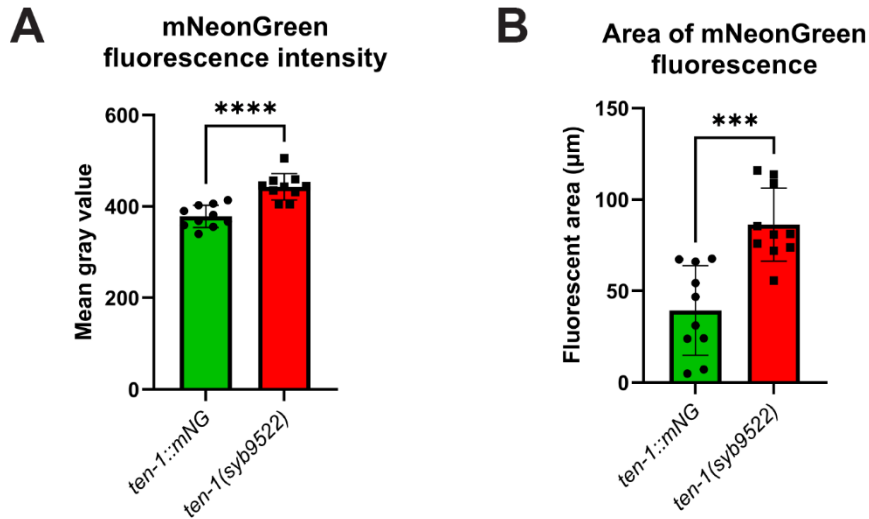 A
mNeonGreen
fluorescence intensity
600
400
200
0
Mean gray value
****
ten-1::mNG
ten-1(syb9522)
B
Area of mNeonGreen
fluorescence
150
100
50
0
Fluorescent area (μm)
***
ten-1::mNG
ten-1(syb9522)